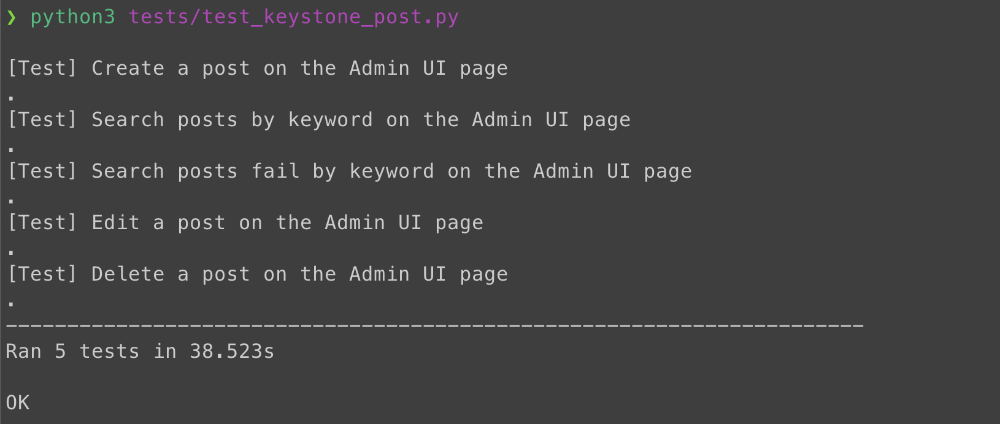 ❯ python3 tests/test_keystone_post.py
[Test] Create a post on the Admin UI page
.
[Test] Search posts by keyword on the Admin UI page
.
[Test] Search posts fail by keyword on the Admin UI page
.
[Test] Edit a post on the Admin UI page
.
[Test] Delete a post on the Admin UI page
.
----------------------------------------------------------------------
Ran 5 tests in 38.523s
OK